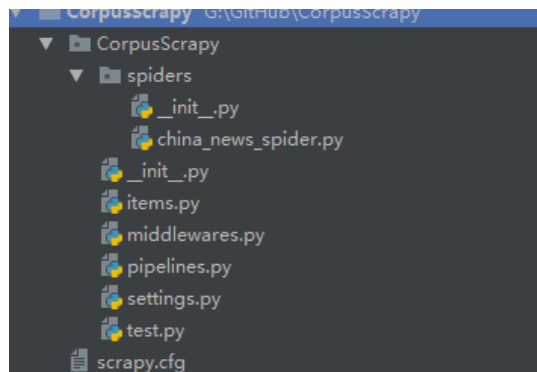 CorpusScrapy G:\GitHub\CorpusScrapy
CorpusScrapy
spiders
__init__.py
china_news_spider.py
__init__.py
items.py
middlewares.py
pipelines.py
settings.py
test.py
scrapy.cfg